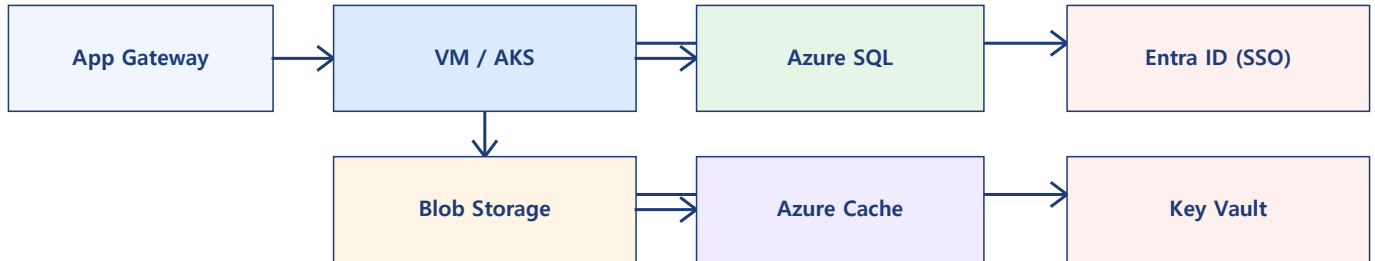 App Gateway
VM / AKS
Azure SQL
Entra ID (SSO)
Blob Storage
Azure Cache
Key Vault